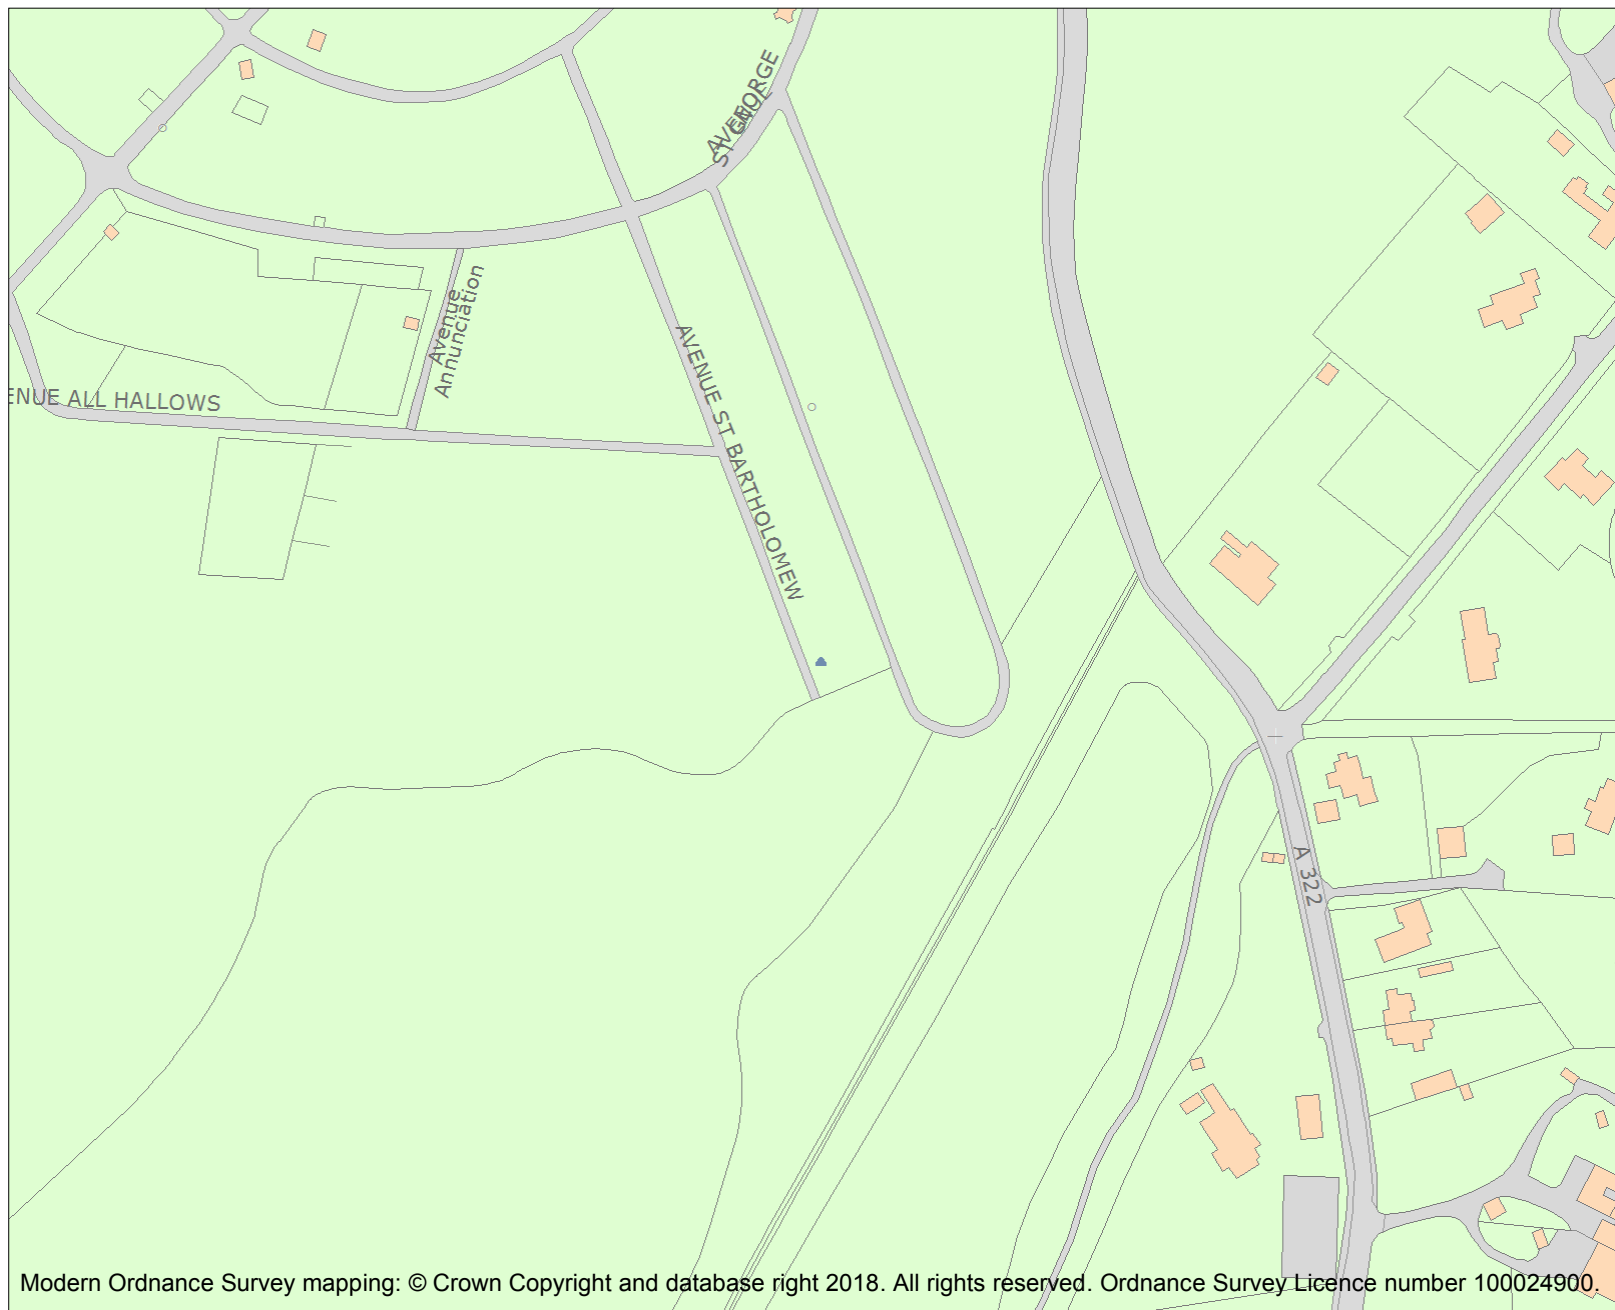 AVENUE
ST GEORGE
Avenue
Annunciation
ENUE ALL HALLOWS
AVENUE ST BARTHOLOMEW
A 322
Modern Ordnance Survey mapping: © Crown Copyright and database right 2018. All rights reserved. Ordnance Survey Licence number 100024900.